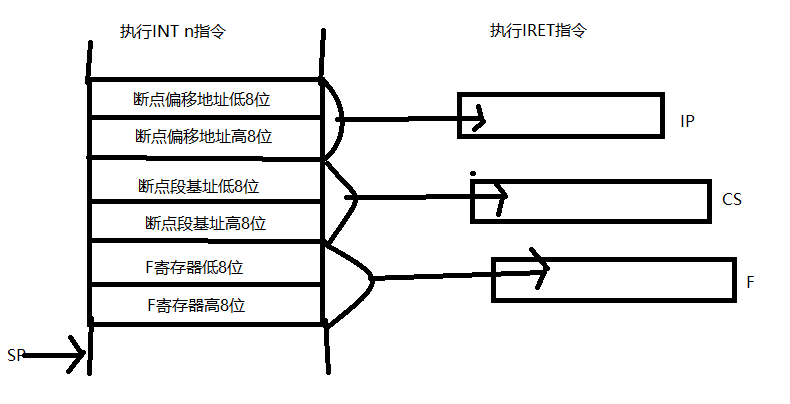 执行INT n指令
执行IRET指令
断点偏移地址低8位
断点偏移地址高8位
IP
断点段基址低8位
CS
断点段基址高8位
F寄存器低8位
F
F寄存器高8位
SP